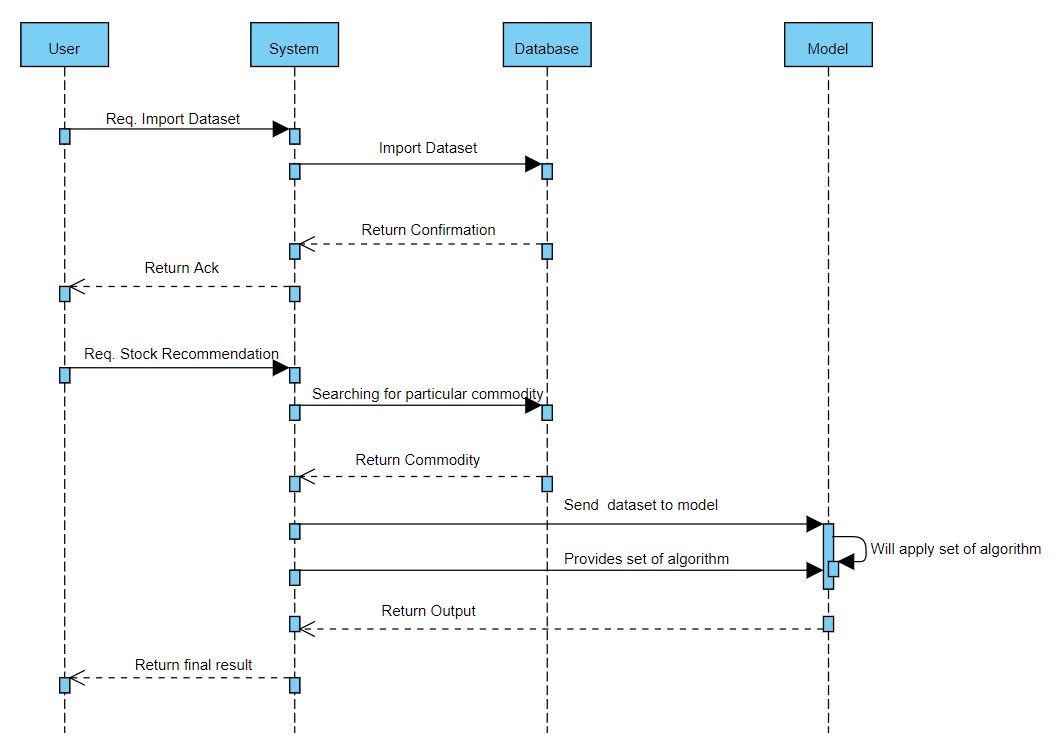 User
System
Database
Model
Req. Import Dataset
Import Dataset
Return Confirmation
Return Ack
Req. Stock Recommendation
Searching for particular commodity
Return Commodity
Send  dataset to model
Will apply set of algorithm
Provides set of algorithm
Return Output
Return final result